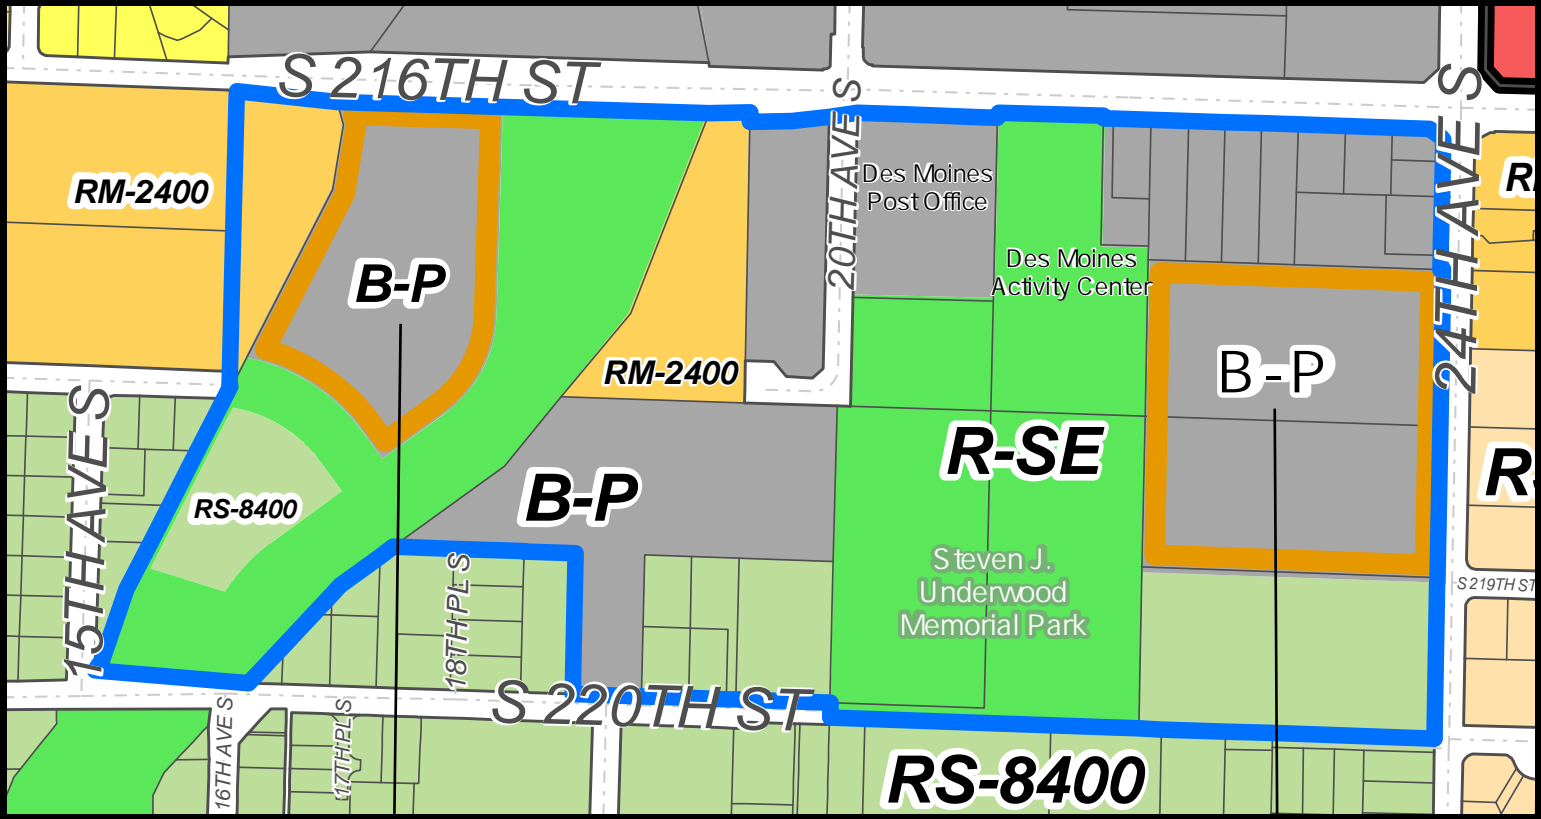 S 216TH ST
24TH AVE S
20TH AVE S
RM-2400
Des Moines
Post Office
R
Des Moines
Activity Center
B-P
B-P
RM-2400
15TH AVE S
R-SE
R
B-P
RS-8400
Steven J.
Underwood
Memorial Park
S 219TH ST
18TH PL S
S 220TH ST
16TH AVE S
17TH PL S
RS-8400